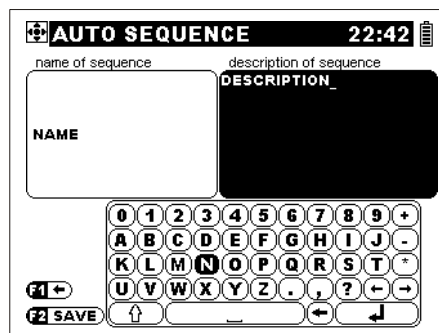 AUTO SEQUENCE 22:42
name of sequence description of sequence
DESCRIPTION_
NAME
0 1 2 3 4 5 6 7 8 9 +
A B C D E F G H I J -
K L M N O P Q R S T *
F1 ← U V W X Y Z . , ? ← →
F2 SAVE ⇧ ⎵ ← ↲